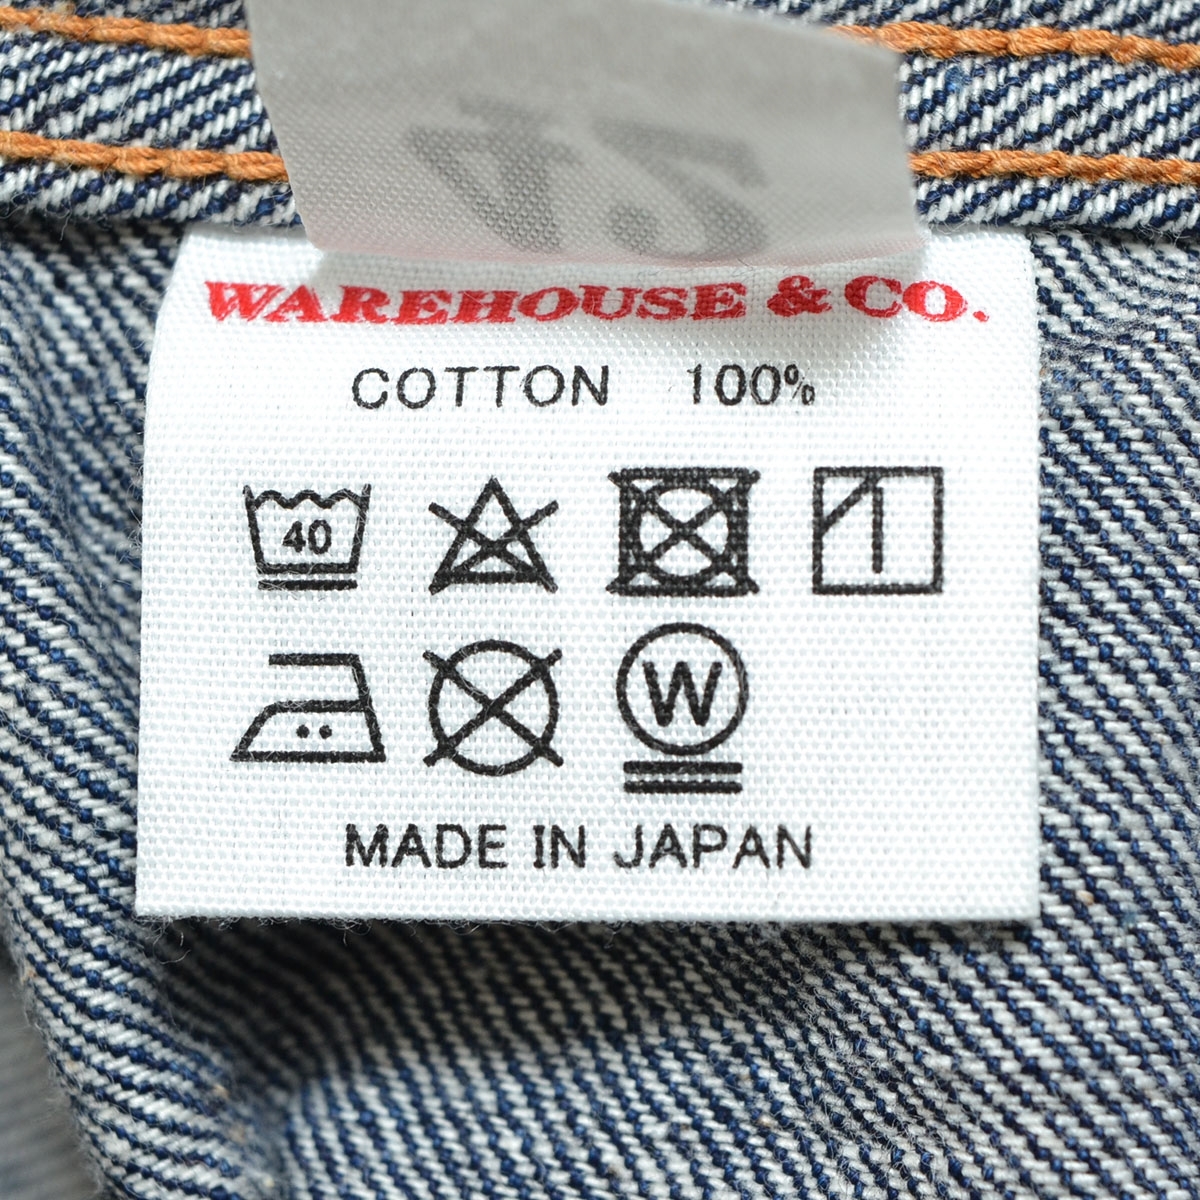 WAREHOUSE & CO.
COTTON 100%
40
W
MADE IN JAPAN